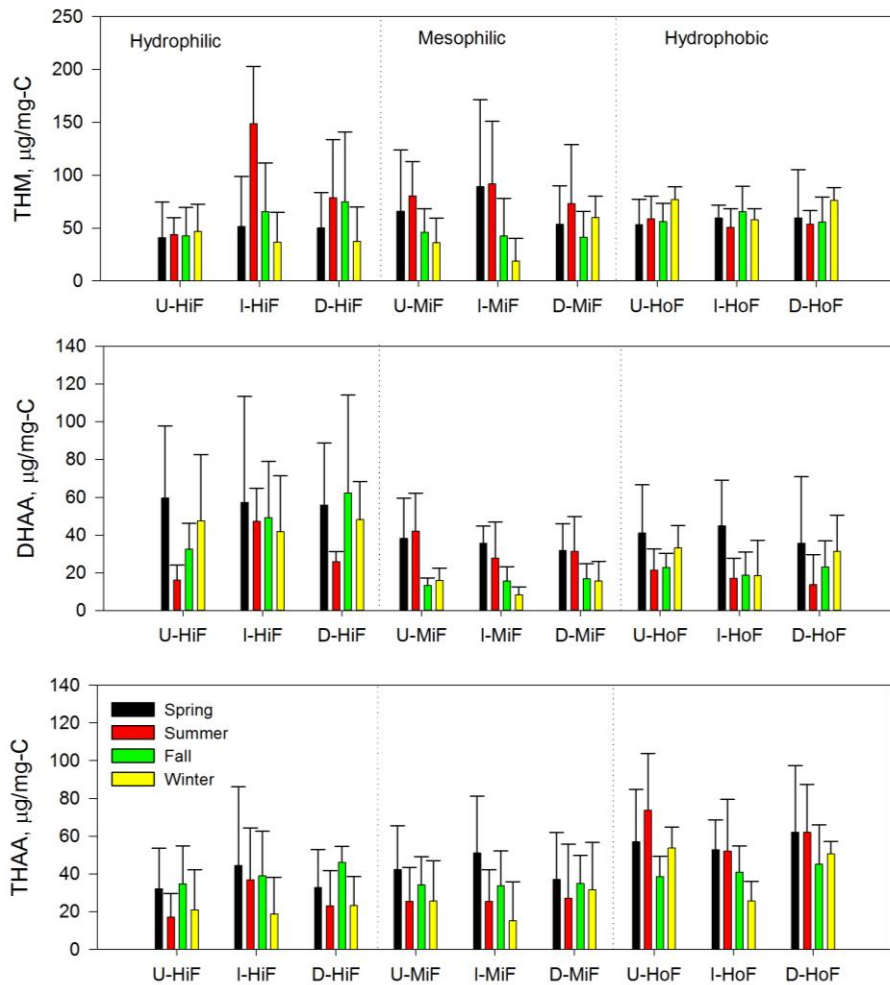 250
200
150
100
50
0
THM, µg/mg-C
Hydrophilic Mesophilic Hydrophobic
U-HiF I-HiF D-HiF U-MiF I-MiF D-MiF U-HoF I-HoF D-HoF
140
120
100
80
60
40
20
0
DHAA, µg/mg-C
U-HiF I-HiF D-HiF U-MiF I-MiF D-MiF U-HoF I-HoF D-HoF
140
120
100
80
60
40
20
0
THAA, µg/mg-C
Spring
Summer
Fall
Winter
U-HiF I-HiF D-HiF U-MiF I-MiF D-MiF U-HoF I-HoF D-HoF